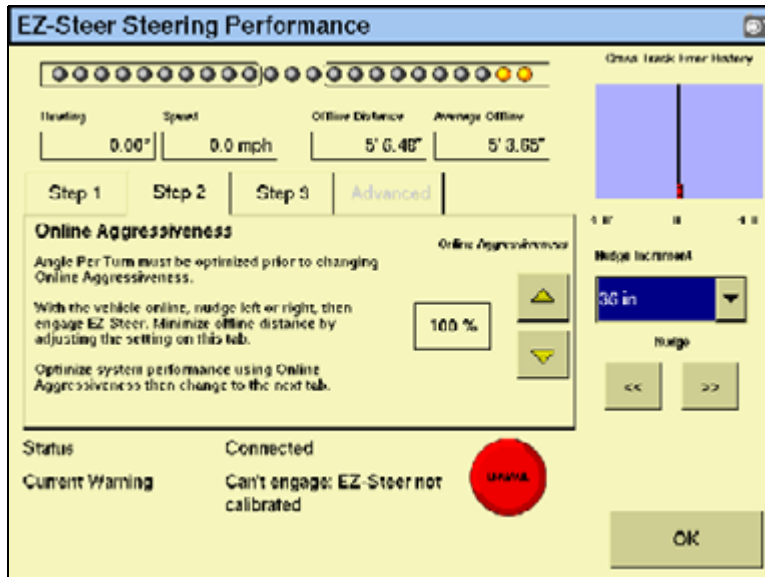 EZ-Steer Steering Performance
Cross Track Error History
Heading
Speed
Offline Distance
Average Offline
0.00°
0.0 mph
5' 6.48"
5' 3.65"
Step 1
Step 2
Step 3
Advanced
Online Aggressiveness
Angle Per Turn must be optimized prior to changing
Online Aggressiveness.
With the vehicle online, nudge left or right, then
engage EZ Steer. Minimize offline distance by
adjusting the setting on this tab.
Optimize system performance using Online
Aggressiveness then change to the next tab.
Online Aggressiveness
100 %
Nudge Increment
36 in
Nudge
<<
>>
Status
Connected
Current Warning
Can't engage: EZ-Steer not
calibrated
OK